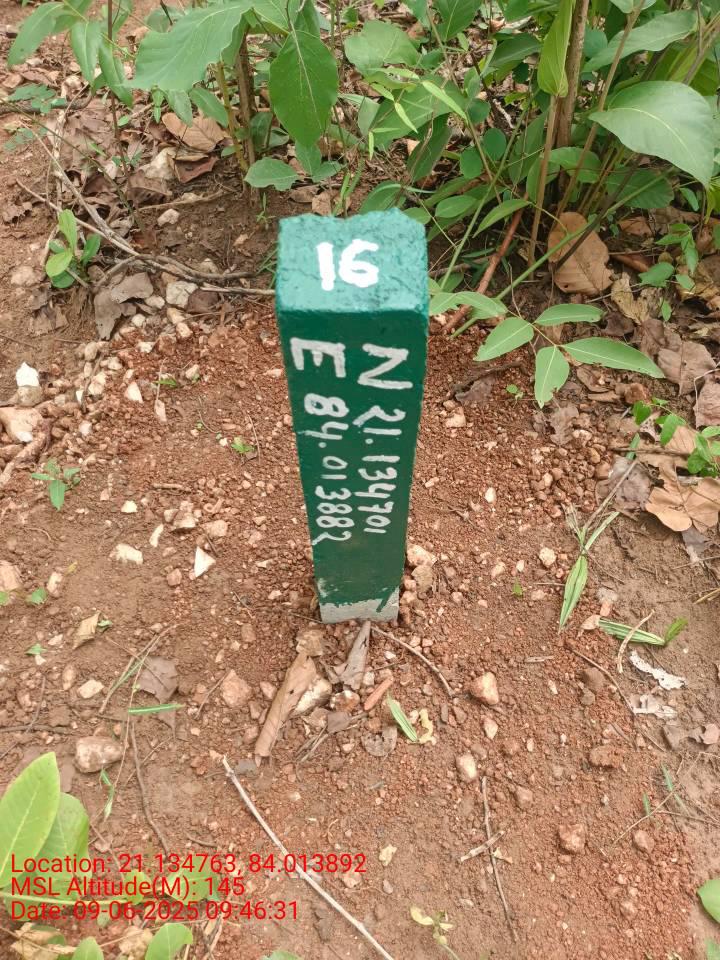 16
N 21.134701
E 84.013882
Location: 21.134763, 84.013892
MSL Altitude(M): 145
Date: 09-06-2025 09:46:31